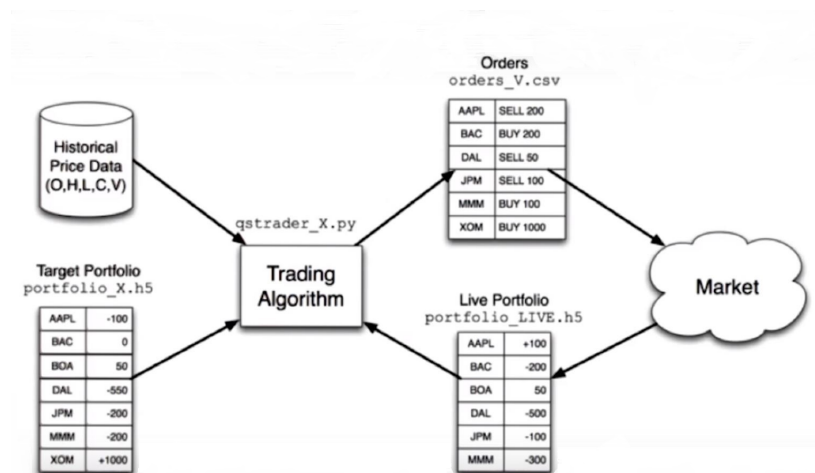 Orders
orders_V.csv
AAPL SELL 200
BAC BUY 200
DAL SELL 50
JPM SELL 100
MMM BUY 100
XOM BUY 1000
Historical
Price Data
(O,H,L,C,V)
qstrader_X.py
Trading
Algorithm
Target Portfolio
portfolio_X.h5
AAPL -100
BAC 0
BOA 50
DAL -550
JPM -200
MMM -200
XOM +1000
Live Portfolio
portfolio_LIVE.h5
AAPL +100
BAC -200
BOA 50
DAL -500
JPM -100
MMM -300
Market